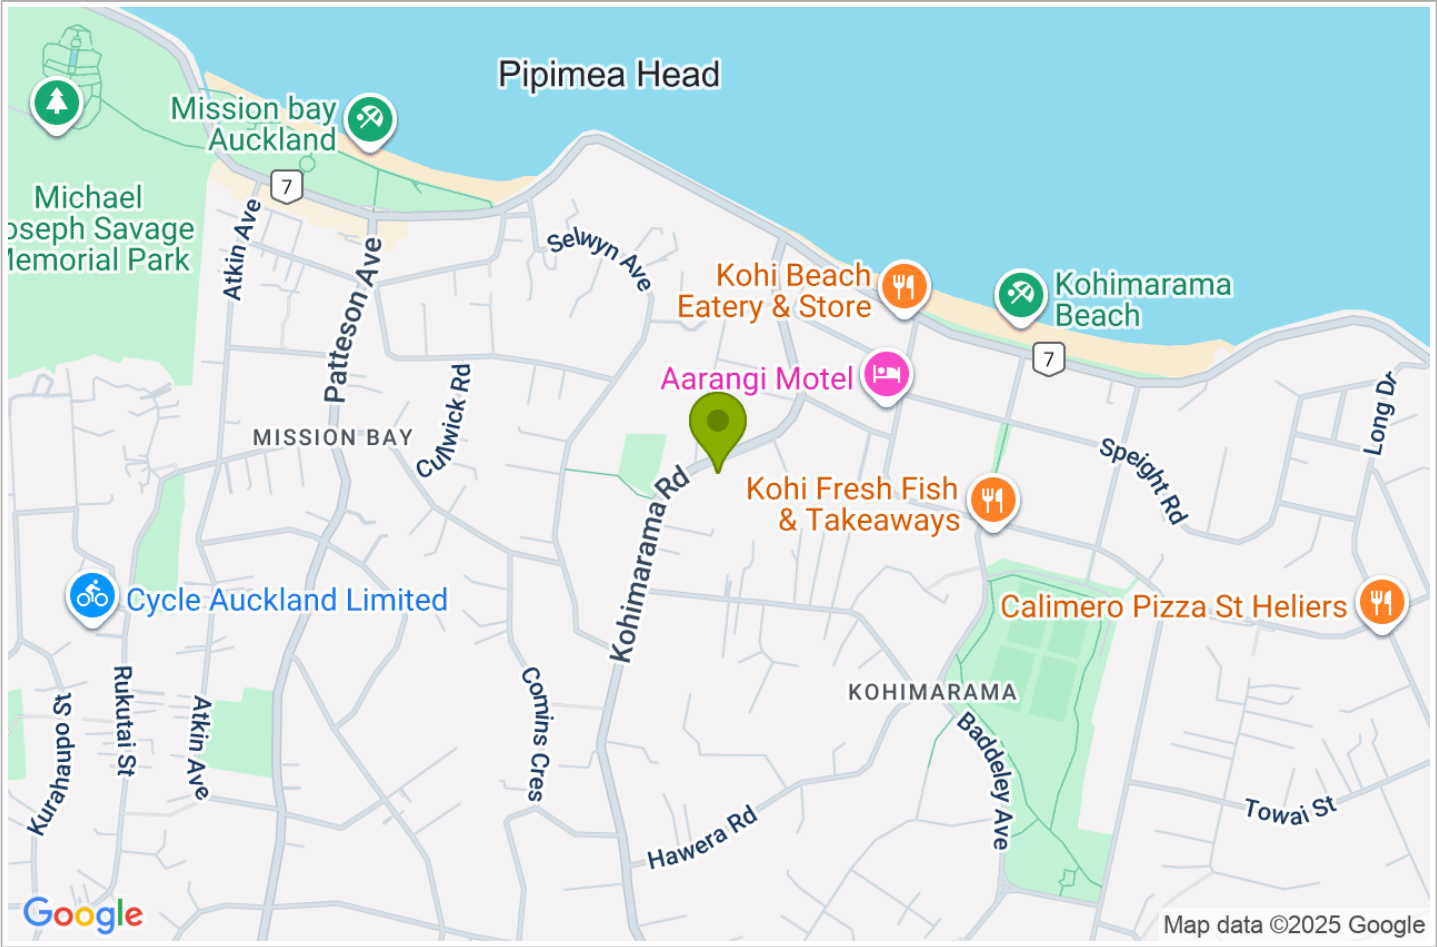 Pipimea Head
Mission bay
Auckland
7
Michael
oseph Savage
Memorial Park
Atkin Ave
Patteson Ave
Selwyn Ave
Kohi Beach
Eatery & Store
Kohimarama
Beach
7
Aarangi Motel
Long Dr
MISSION BAY
Culwick Rd
Speight Rd
Kohimarama Rd
Kohi Fresh Fish
& Takeaways
Cycle Auckland Limited
Calimero Pizza St Heliers
KOHIMARAMA
Kurahaupo St
Rukutai St
Atkin Ave
Comins Cres
Baddeley Ave
Hawera Rd
Towai St
Google
Map data ©2025 Google